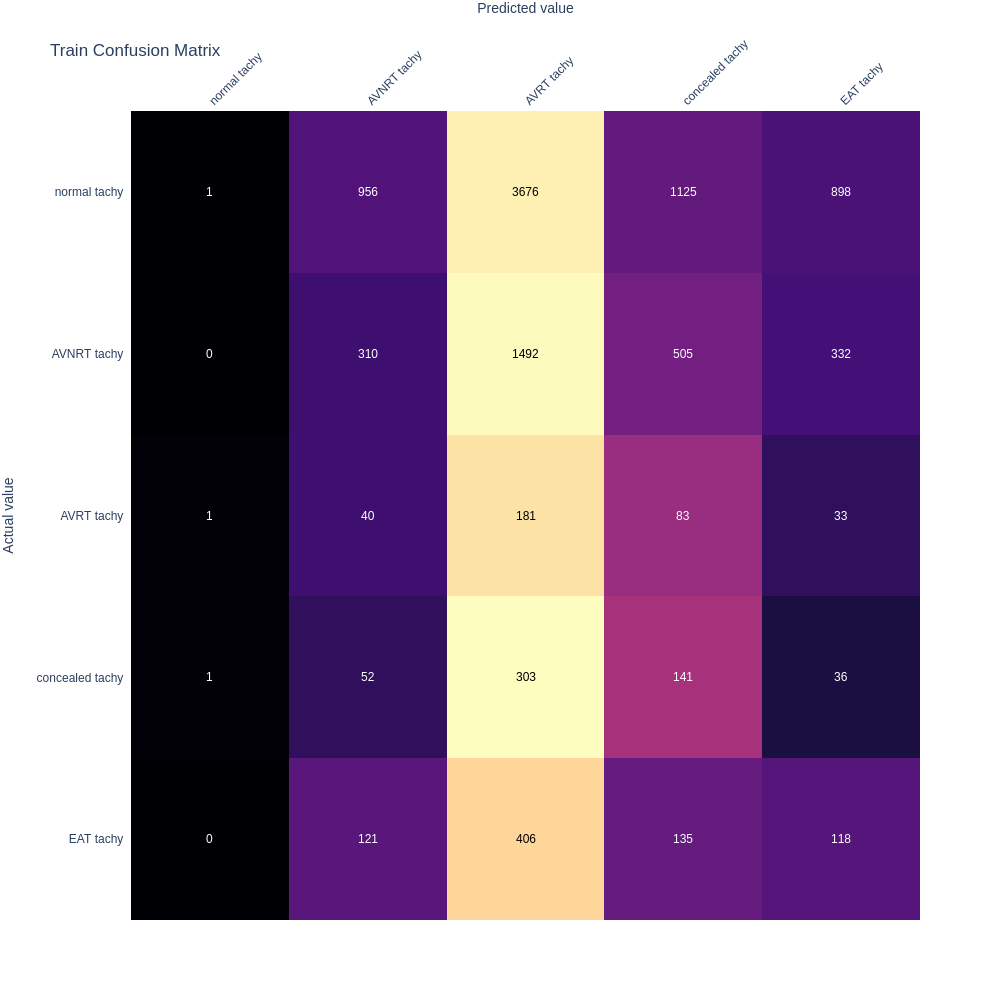 Predicted value
Train Confusion Matrix
normal tachy AVNRT tachy AVRT tachy concealed tachy EAT tachy
normal tachy 1 956 3676 1125 898
AVNRT tachy 0 310 1492 505 332
AVRT tachy 1 40 181 83 33
concealed tachy 1 52 303 141 36
EAT tachy 0 121 406 135 118
Actual value